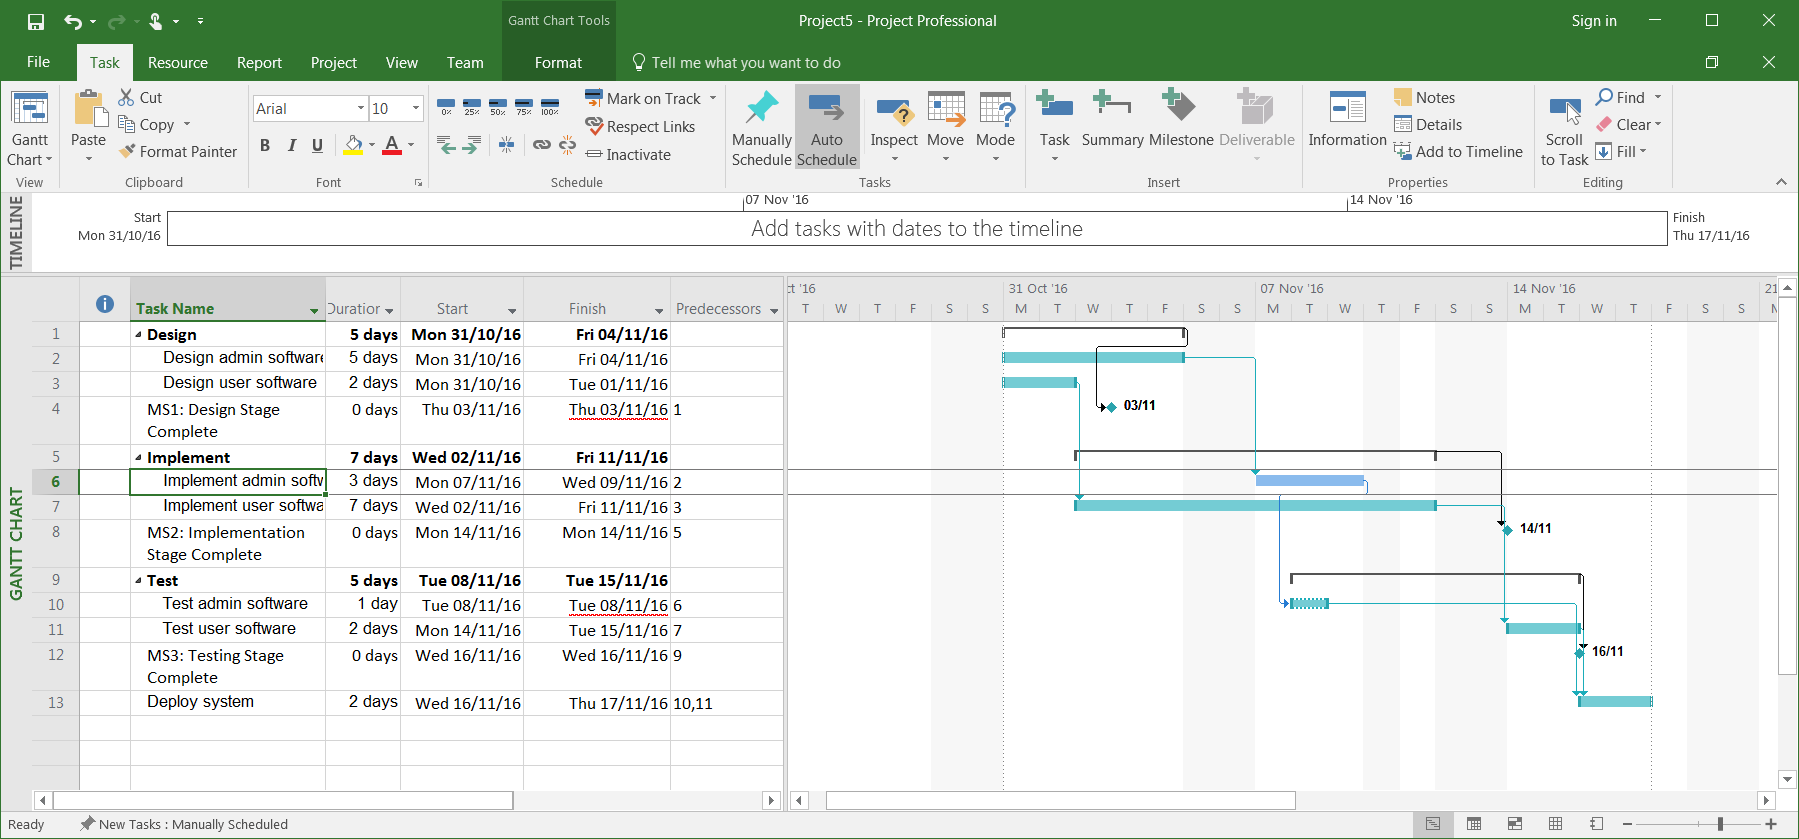 Gantt Chart Tools
Project5 - Project Professional
Sign in
File Task Resource Report Project View Team Format Tell me what you want to do
Gantt Chart
View
Paste
Cut
Copy
Format Painter
Clipboard
Arial 10
B I U A
Font
0% 25% 50% 75% 100%
Mark on Track
Respect Links
Inactivate
Schedule
Manually Schedule
Auto Schedule
Inspect
Move
Mode
Tasks
Task
Summary
Milestone
Deliverable
Insert
Information
Notes
Details
Add to Timeline
Properties
Scroll to Task
Find
Clear
Fill
Editing
TIMELINE
07 Nov '16 14 Nov '16
Start
Mon 31/10/16
Add tasks with dates to the timeline
Finish
Thu 17/11/16
GANTT CHART
Task Name Duration Start Finish Predecessors
1 Design 5 days Mon 31/10/16 Fri 04/11/16
2 Design admin software 5 days Mon 31/10/16 Fri 04/11/16
3 Design user software 2 days Mon 31/10/16 Tue 01/11/16
4 MS1: Design Stage 0 days Thu 03/11/16 Thu 03/11/16 1
Complete
5 Implement 7 days Wed 02/11/16 Fri 11/11/16
6 Implement admin softw 3 days Mon 07/11/16 Wed 09/11/16 2
7 Implement user softwa 7 days Wed 02/11/16 Fri 11/11/16 3
8 MS2: Implementation 0 days Mon 14/11/16 Mon 14/11/16 5
Stage Complete
9 Test 5 days Tue 08/11/16 Tue 15/11/16
10 Test admin software 1 day Tue 08/11/16 Tue 08/11/16 6
11 Test user software 2 days Mon 14/11/16 Tue 15/11/16 7
12 MS3: Testing Stage 0 days Wed 16/11/16 Wed 16/11/16 9
Complete
13 Deploy system 2 days Wed 16/11/16 Thu 17/11/16 10,11
ct '16 31 Oct '16 07 Nov '16 14 Nov '16 21
T W T F S S M T W T F S S M T W T F S S M T W T F S S M
03/11
14/11
16/11
Ready New Tasks : Manually Scheduled